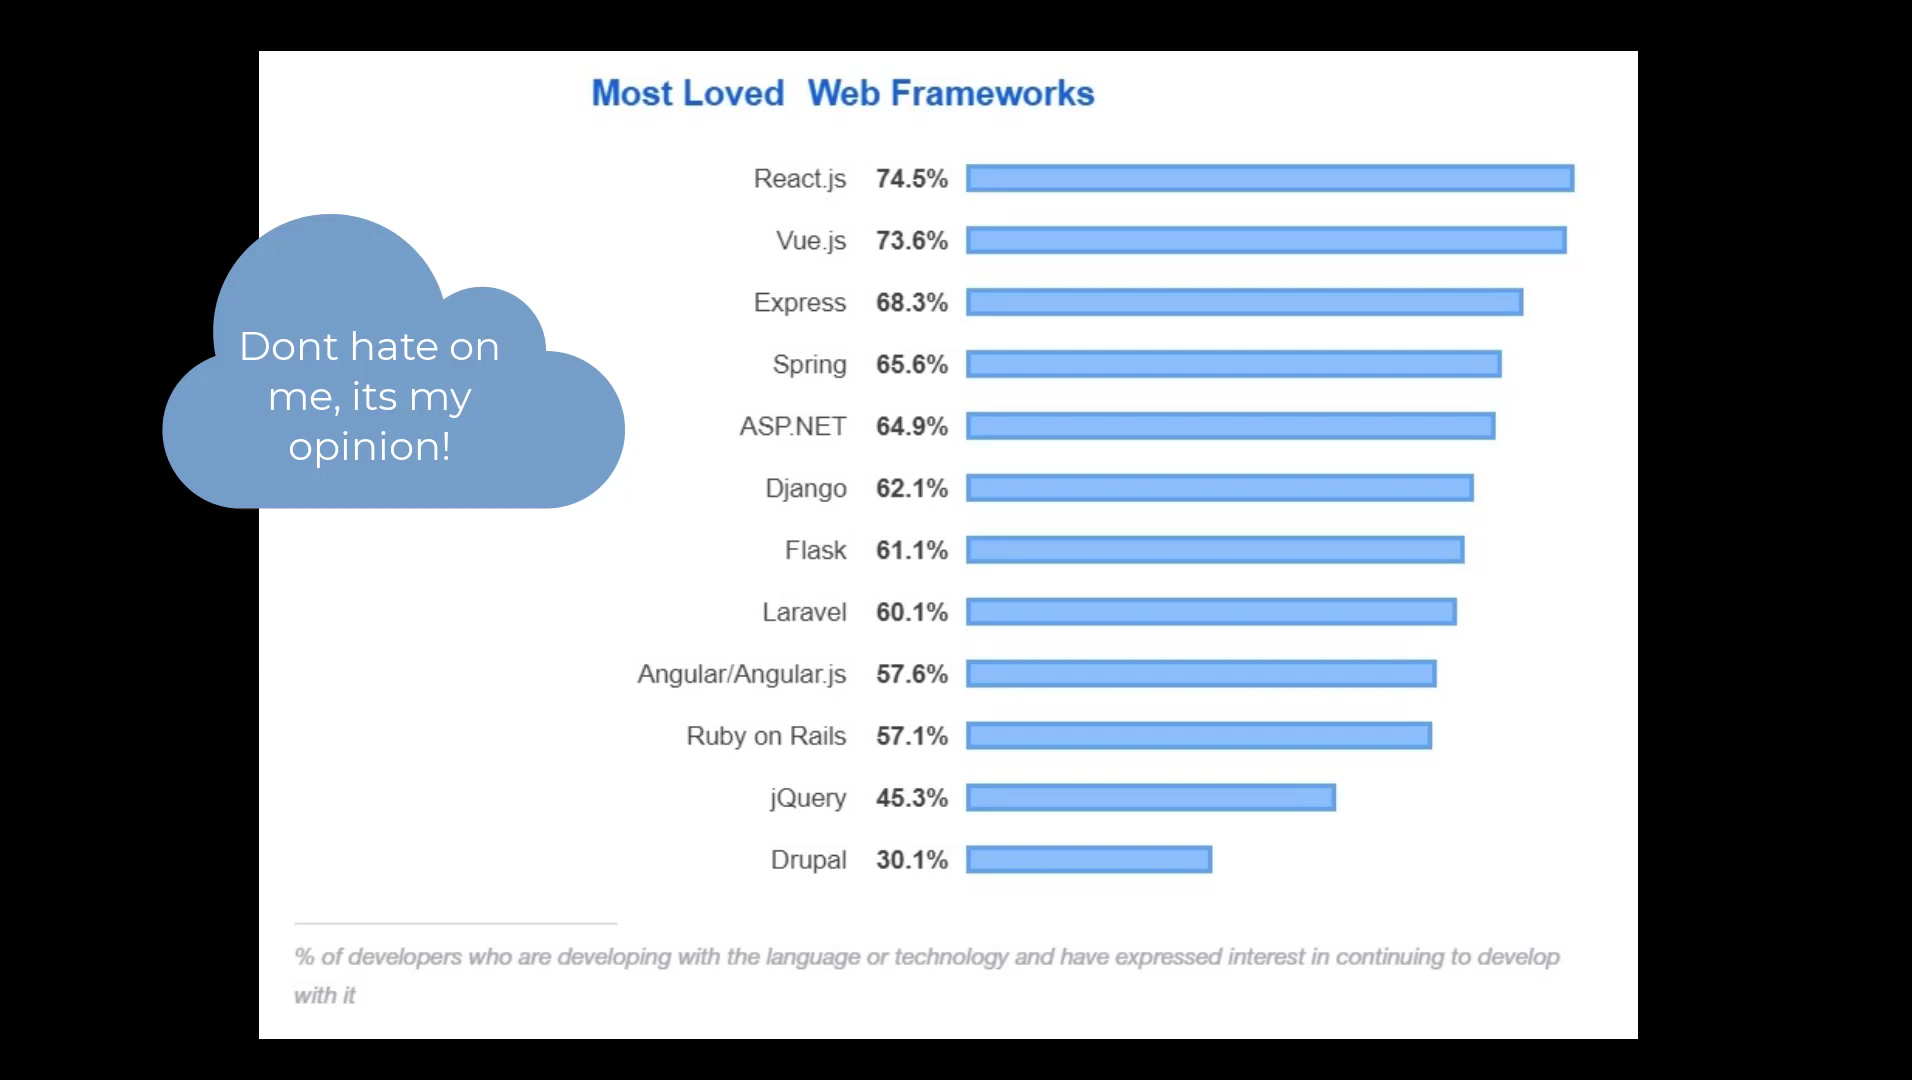 Most Loved Web Frameworks
React.js 74.5%
Vue.js 73.6%
Express 68.3%
Spring 65.6%
ASP.NET 64.9%
Django 62.1%
Flask 61.1%
Laravel 60.1%
Angular/Angular.js 57.6%
Ruby on Rails 57.1%
jQuery 45.3%
Drupal 30.1%
Dont hate on
me, its my
opinion!
% of developers who are developing with the language or technology and have expressed interest in continuing to develop
with it